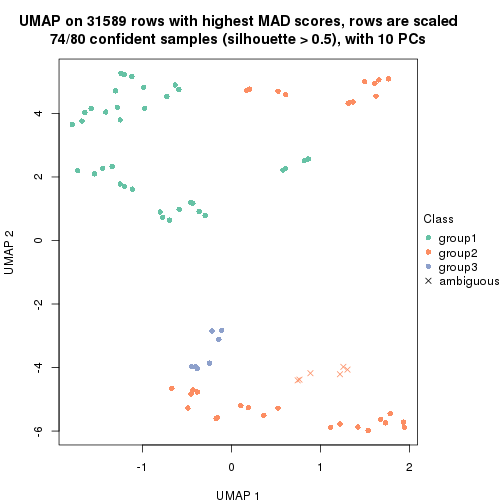 UMAP on 31589 rows with highest MAD scores, rows are scaled
74/80 confident samples (silhouette > 0.5), with 10 PCs
4
2
0
-2
-4
-6
UMAP 2
-1
0
1
2
UMAP 1
Class
group1
group2
group3
ambiguous